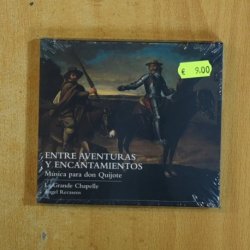 € 9.00
ENTRE AVENTURAS
Y ENCANTAMIENTOS
Música para don Quijote
La Grande Chapelle
Ángel Recasens